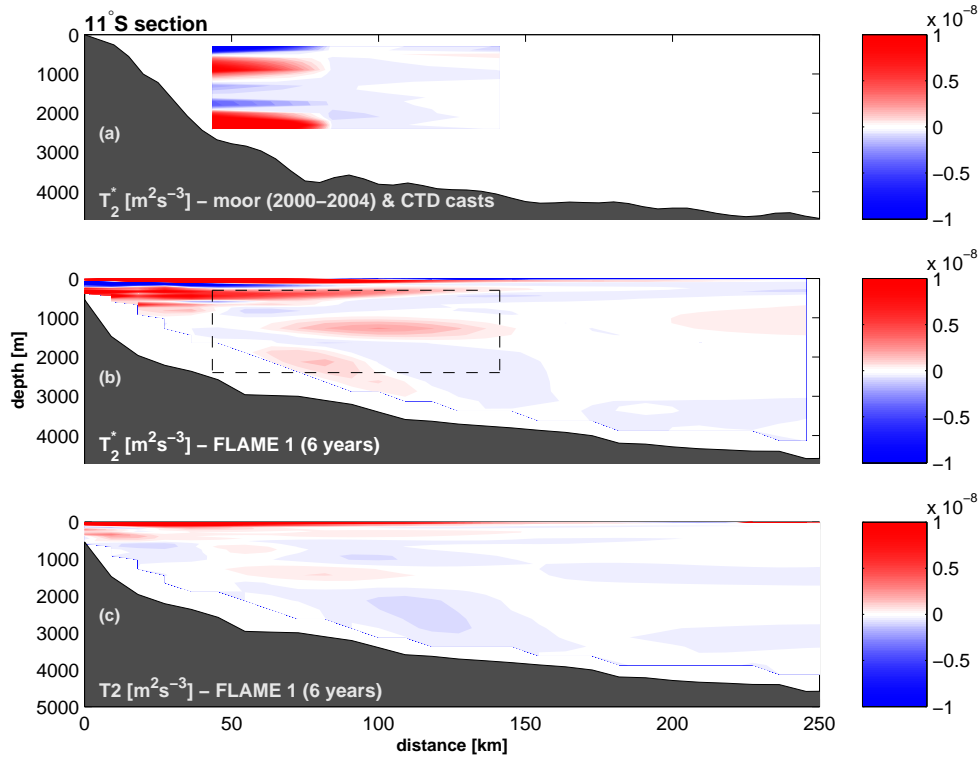 11°S section
x 10⁻⁸
0
1000
2000
3000
4000
(a)
T₂* [m²s⁻³] – moor (2000–2004) & CTD casts
1
0.5
0
−0.5
−1
x 10⁻⁸
0
1000
2000
3000
4000
depth [m]
(b)
T₂* [m²s⁻³] – FLAME 1 (6 years)
1
0.5
0
−0.5
−1
x 10⁻⁸
0
1000
2000
3000
4000
5000
(c)
T2 [m²s⁻³] – FLAME 1 (6 years)
1
0.5
0
−0.5
−1
0 50 100 150 200 250
distance [km]